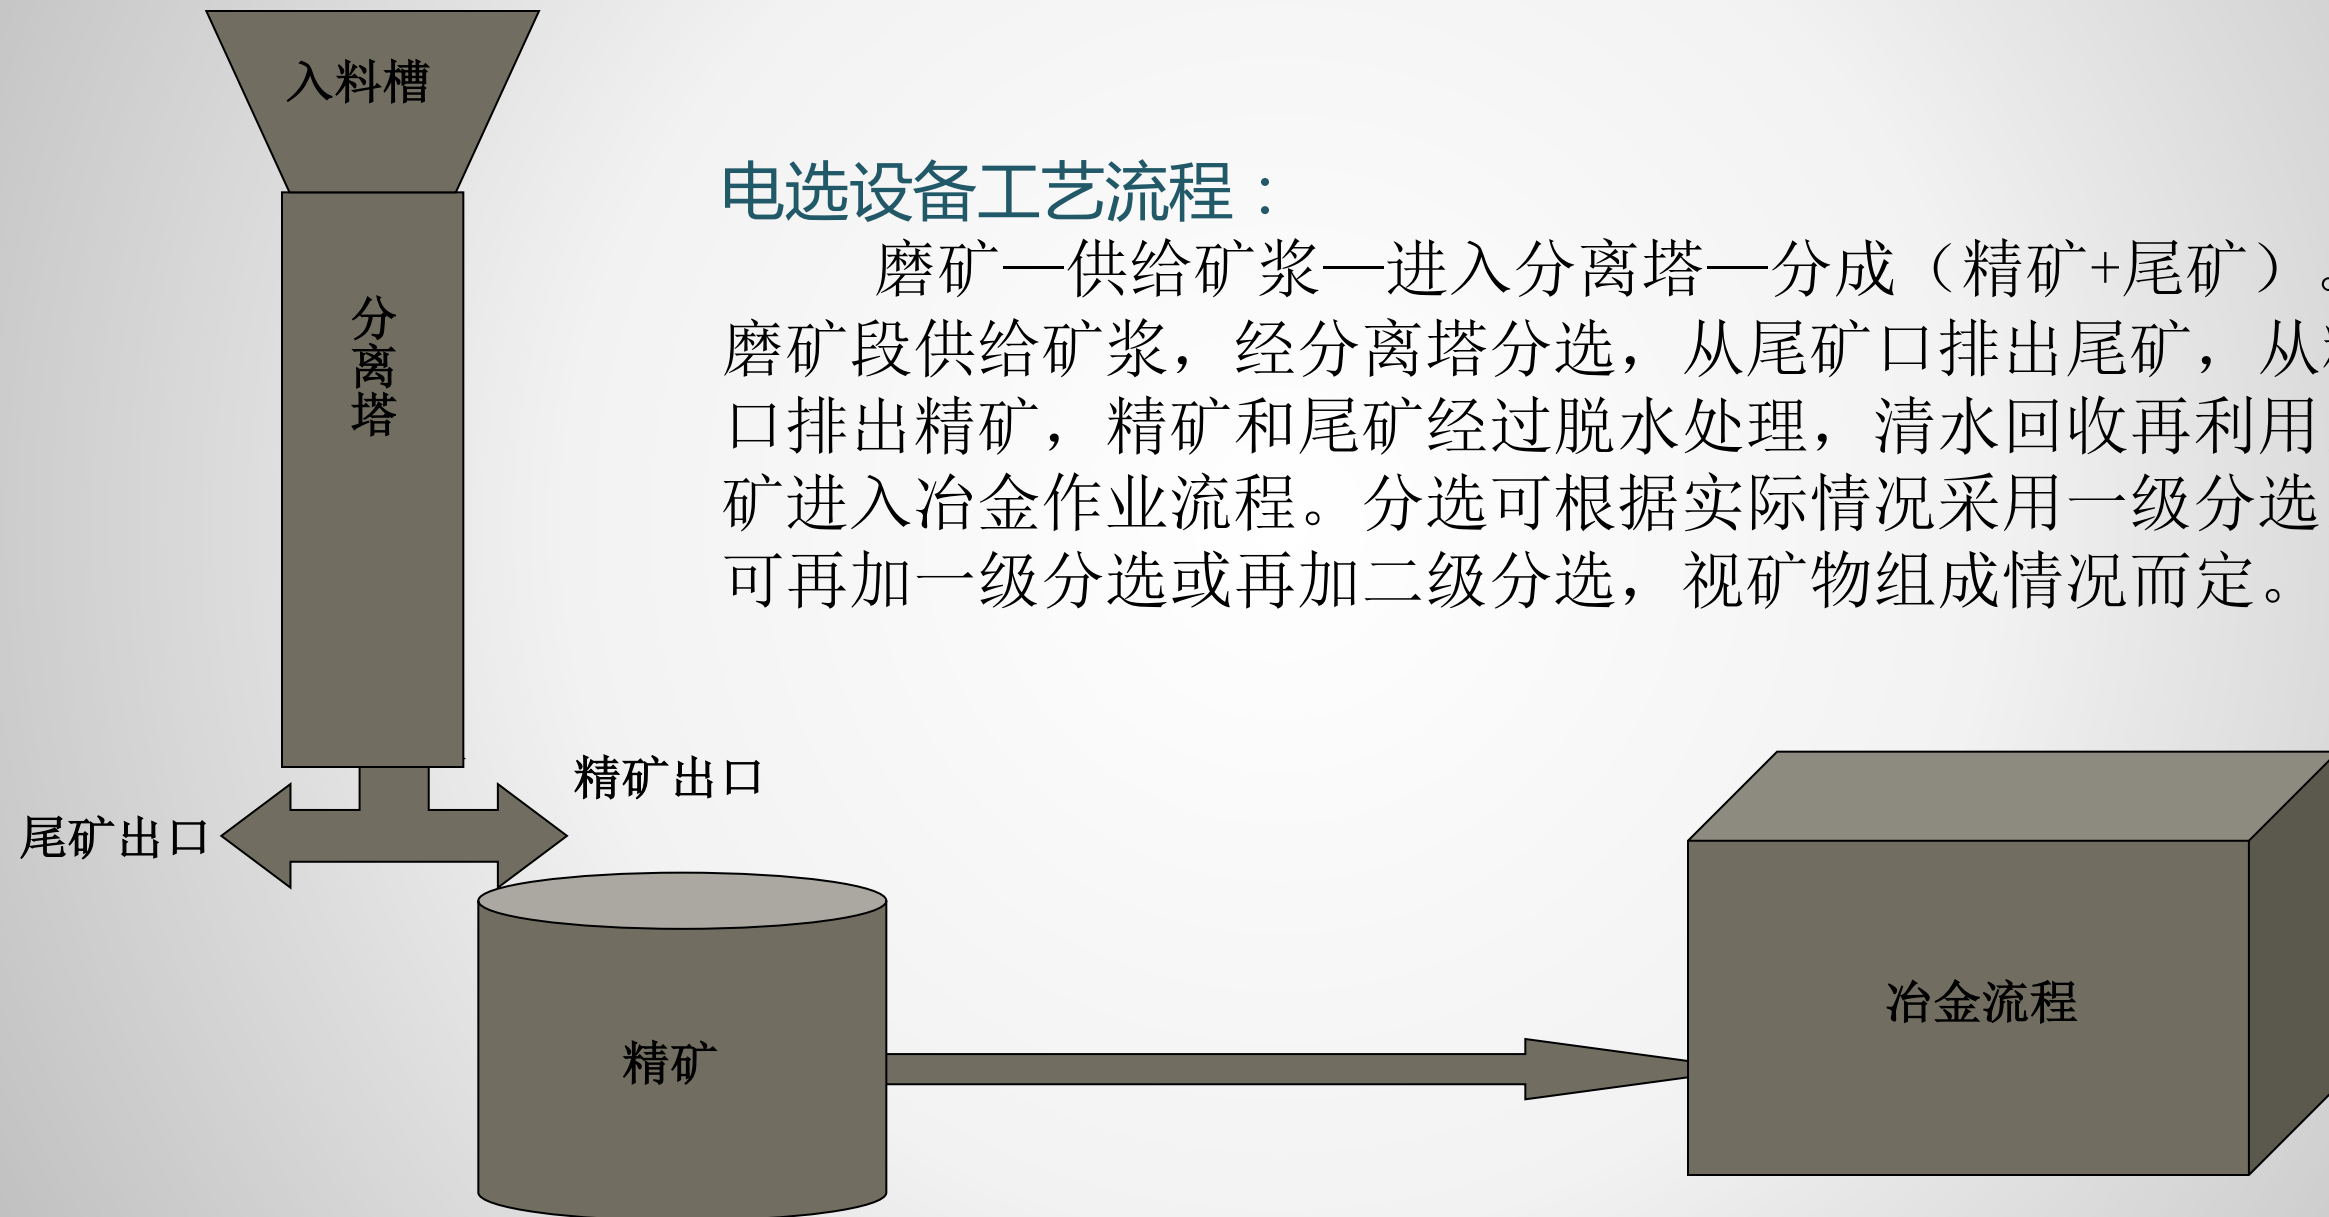 入料槽
电选设备工艺流程：
磨矿—供给矿浆—进入分离塔—分成（精矿+尾矿）。
磨矿段供给矿浆，经分离塔分选，从尾矿口排出尾矿，从
口排出精矿，精矿和尾矿经过脱水处理，清水回收再利用
矿进入冶金作业流程。分选可根据实际情况采用一级分选
可再加一级分选或再加二级分选，视矿物组成情况而定。
分离塔
精矿出口
尾矿出口
冶金流程
精矿